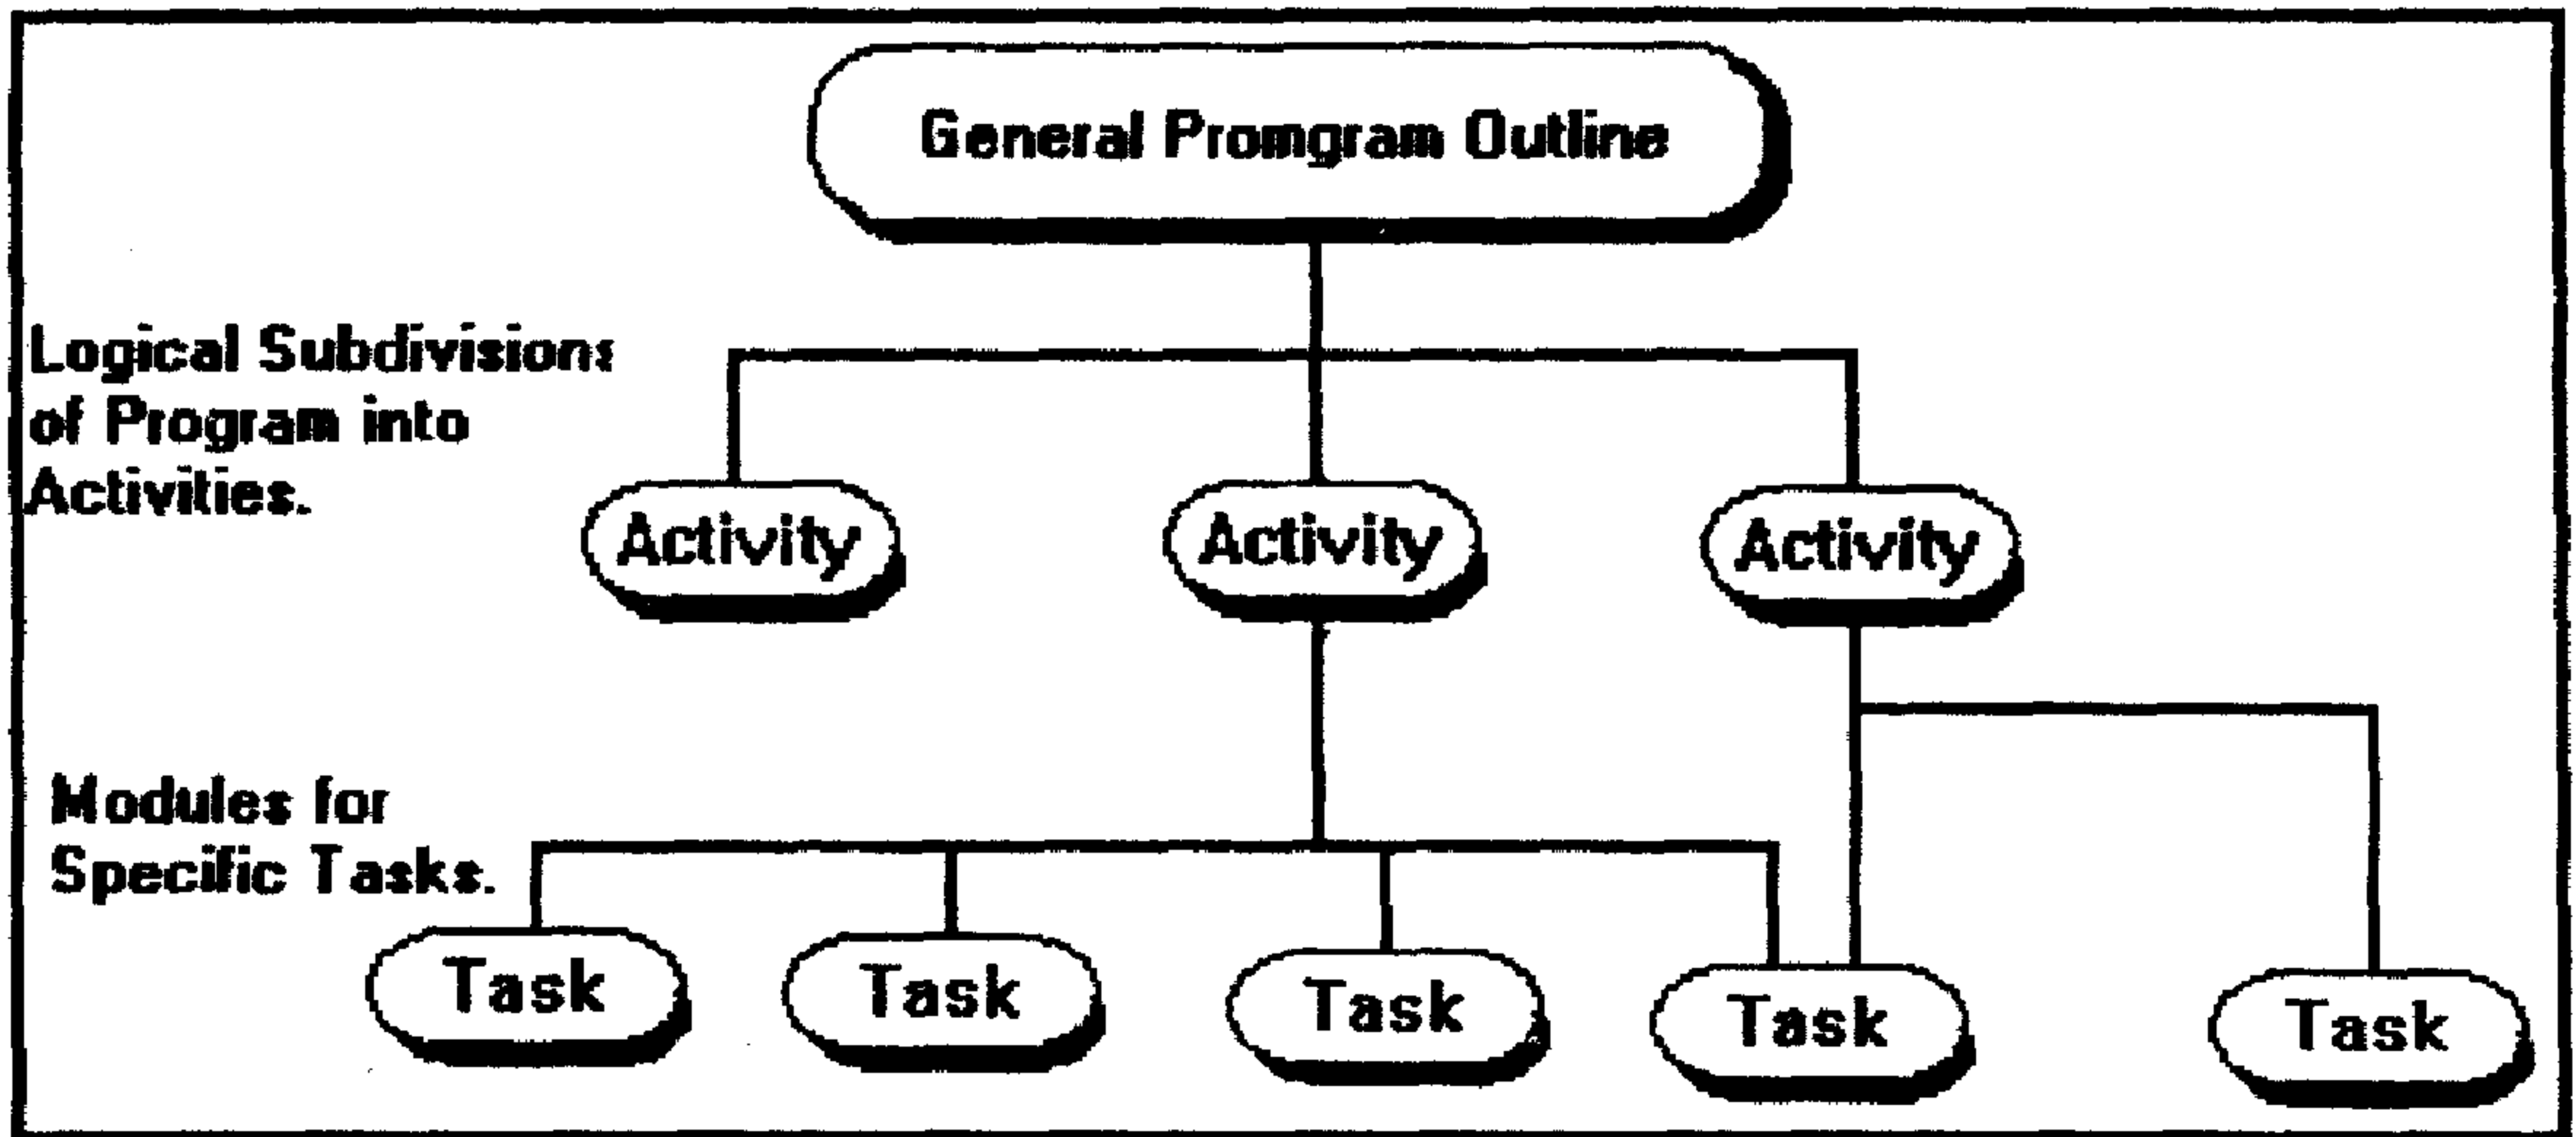 General Promgram Outline
Logical Subdivisions
of Program into
Activities.
Activity
Activity
Activity
Modules for
Specific Tasks.
Task
Task
Task
Task
Task